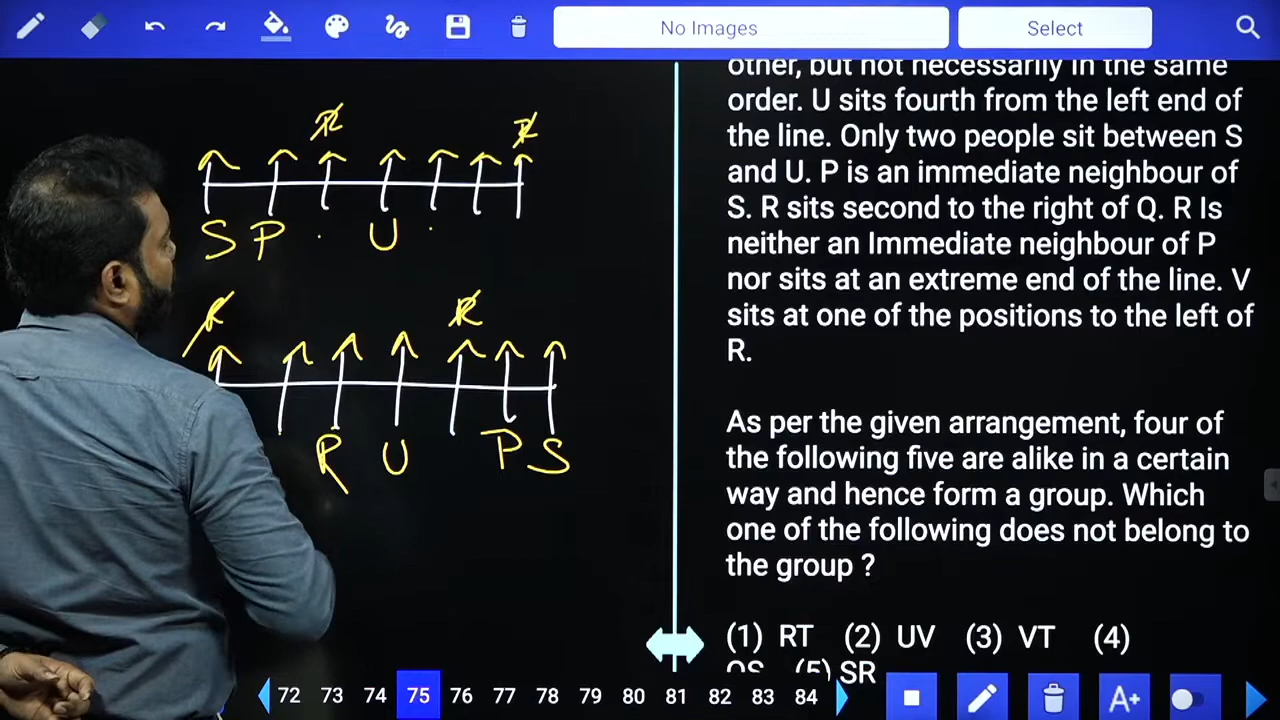 No Images
Select
other, but not necessarily in the same
order. U sits fourth from the left end of
the line. Only two people sit between S
and U. P is an immediate neighbour of
S. R sits second to the right of Q. R Is
neither an Immediate neighbour of P
nor sits at an extreme end of the line. V
sits at one of the positions to the left of
R.
As per the given arrangement, four of
the following five are alike in a certain
way and hence form a group. Which
one of the following does not belong to
the group ?
(1) RT (2) UV (3) VT (4)
QS (5) SR
R R
S P U
R R
R U P S
72 73 74 75 76 77 78 79 80 81 82 83 84
A+